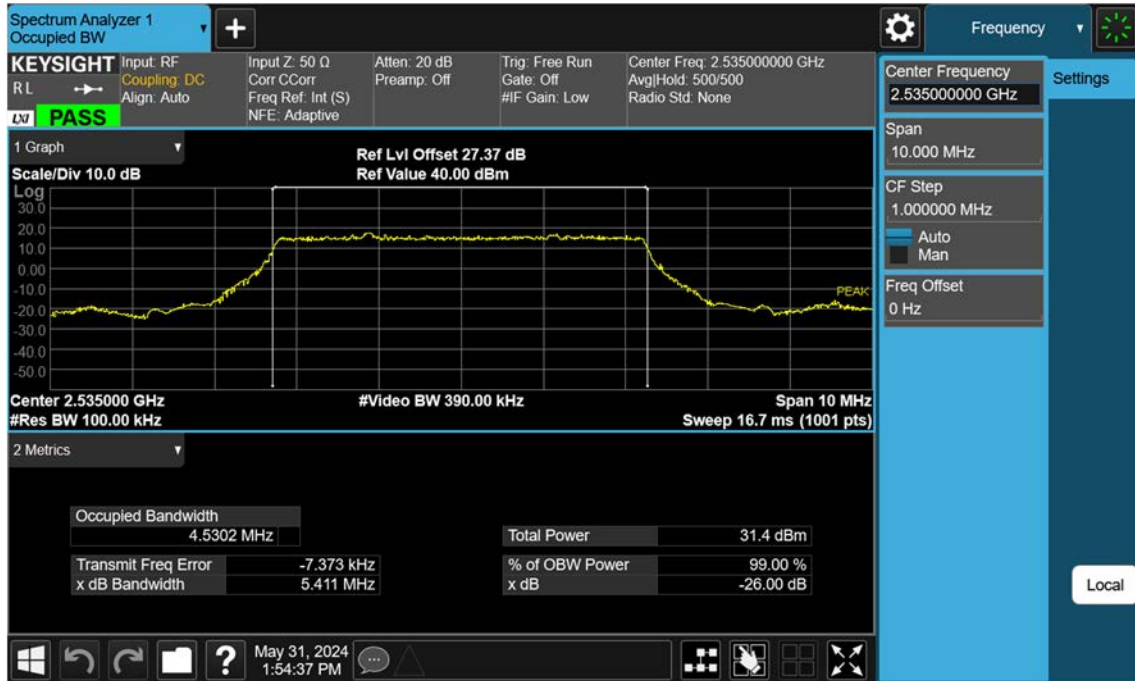 Spectrum Analyzer 1
Occupied BW
Frequency
KEYSIGHT
R L
LXI
PASS
Input: RF
Coupling: DC
Align: Auto
Input Z: 50 Ω
Corr CCorr
Freq Ref: Int (S)
NFE: Adaptive
Atten: 20 dB
Preamp: Off
Trig: Free Run
Gate: Off
#IF Gain: Low
Center Freq: 2.535000000 GHz
Avg|Hold: 500/500
Radio Std: None
Center Frequency
2.535000000 GHz
Settings
Span
10.000 MHz
CF Step
1.000000 MHz
Auto
Man
Freq Offset
0 Hz
1 Graph
Scale/Div 10.0 dB
Ref Lvl Offset 27.37 dB
Ref Value 40.00 dBm
Log
30.0
20.0
10.0
0.00
-10.0
-20.0
-30.0
-40.0
-50.0
PEAK
Center 2.535000 GHz
#Video BW 390.00 kHz
Span 10 MHz
#Res BW 100.00 kHz
Sweep 16.7 ms (1001 pts)
2 Metrics
Occupied Bandwidth
4.5302 MHz
Total Power 31.4 dBm
Transmit Freq Error -7.373 kHz
% of OBW Power 99.00 %
x dB Bandwidth 5.411 MHz
x dB -26.00 dB
Local
?
May 31, 2024
1:54:37 PM